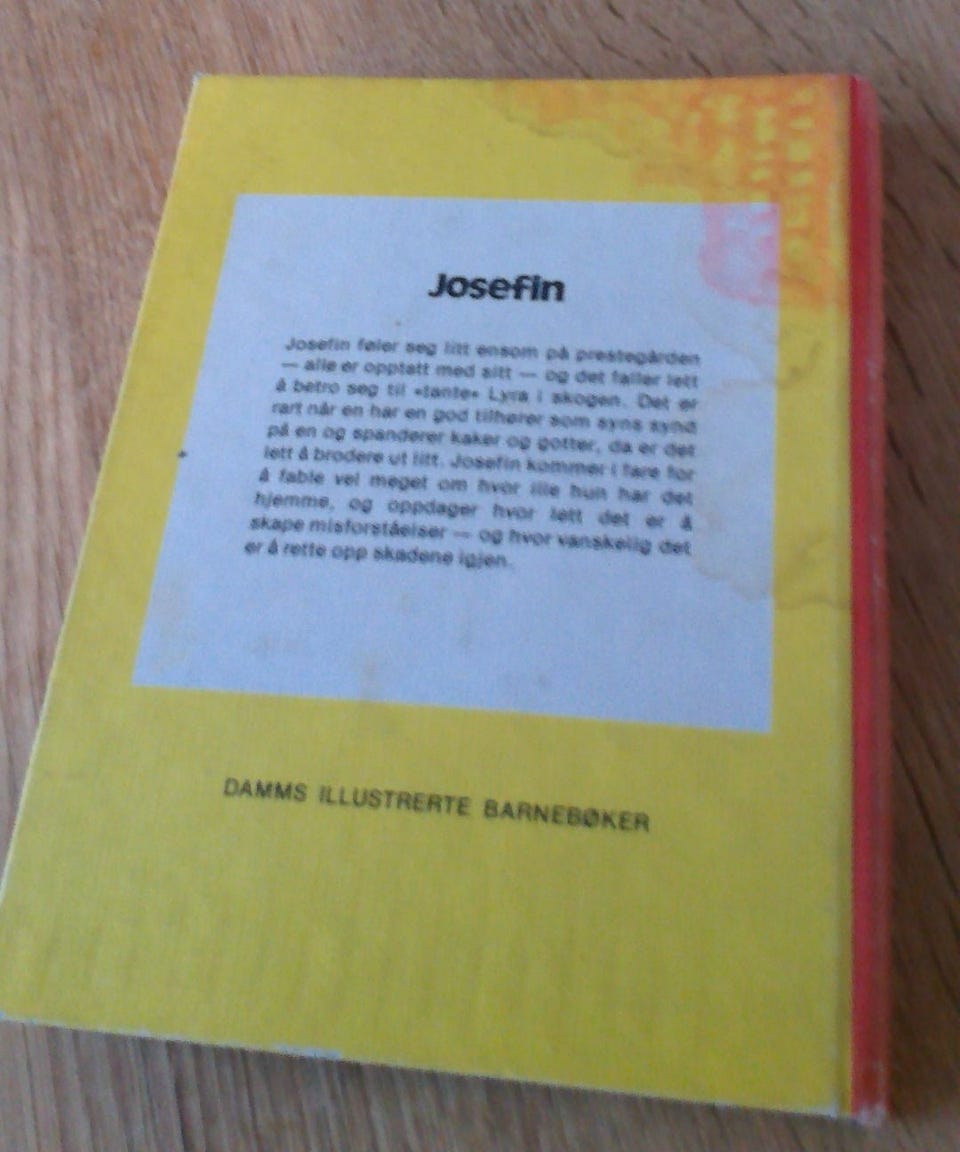 Josefin
Josefin føler seg litt ensom på prestegården
— alle er opptatt med sitt — og det faller lett
å betro seg til «tante» Lyra i skogen. Det er
rart når en har en god tilhører som syns synd
på en og spanderer kaker og gotter, da er det
lett å brodere ut litt. Josefin kommer i fare for
å fable vel meget om hvor ille hun har det
hjemme, og oppdager hvor lett det er å
skape misforståelser — og hvor vanskelig det
er å rette opp skadene igjen.
DAMMS ILLUSTRERTE BARNEBØKER